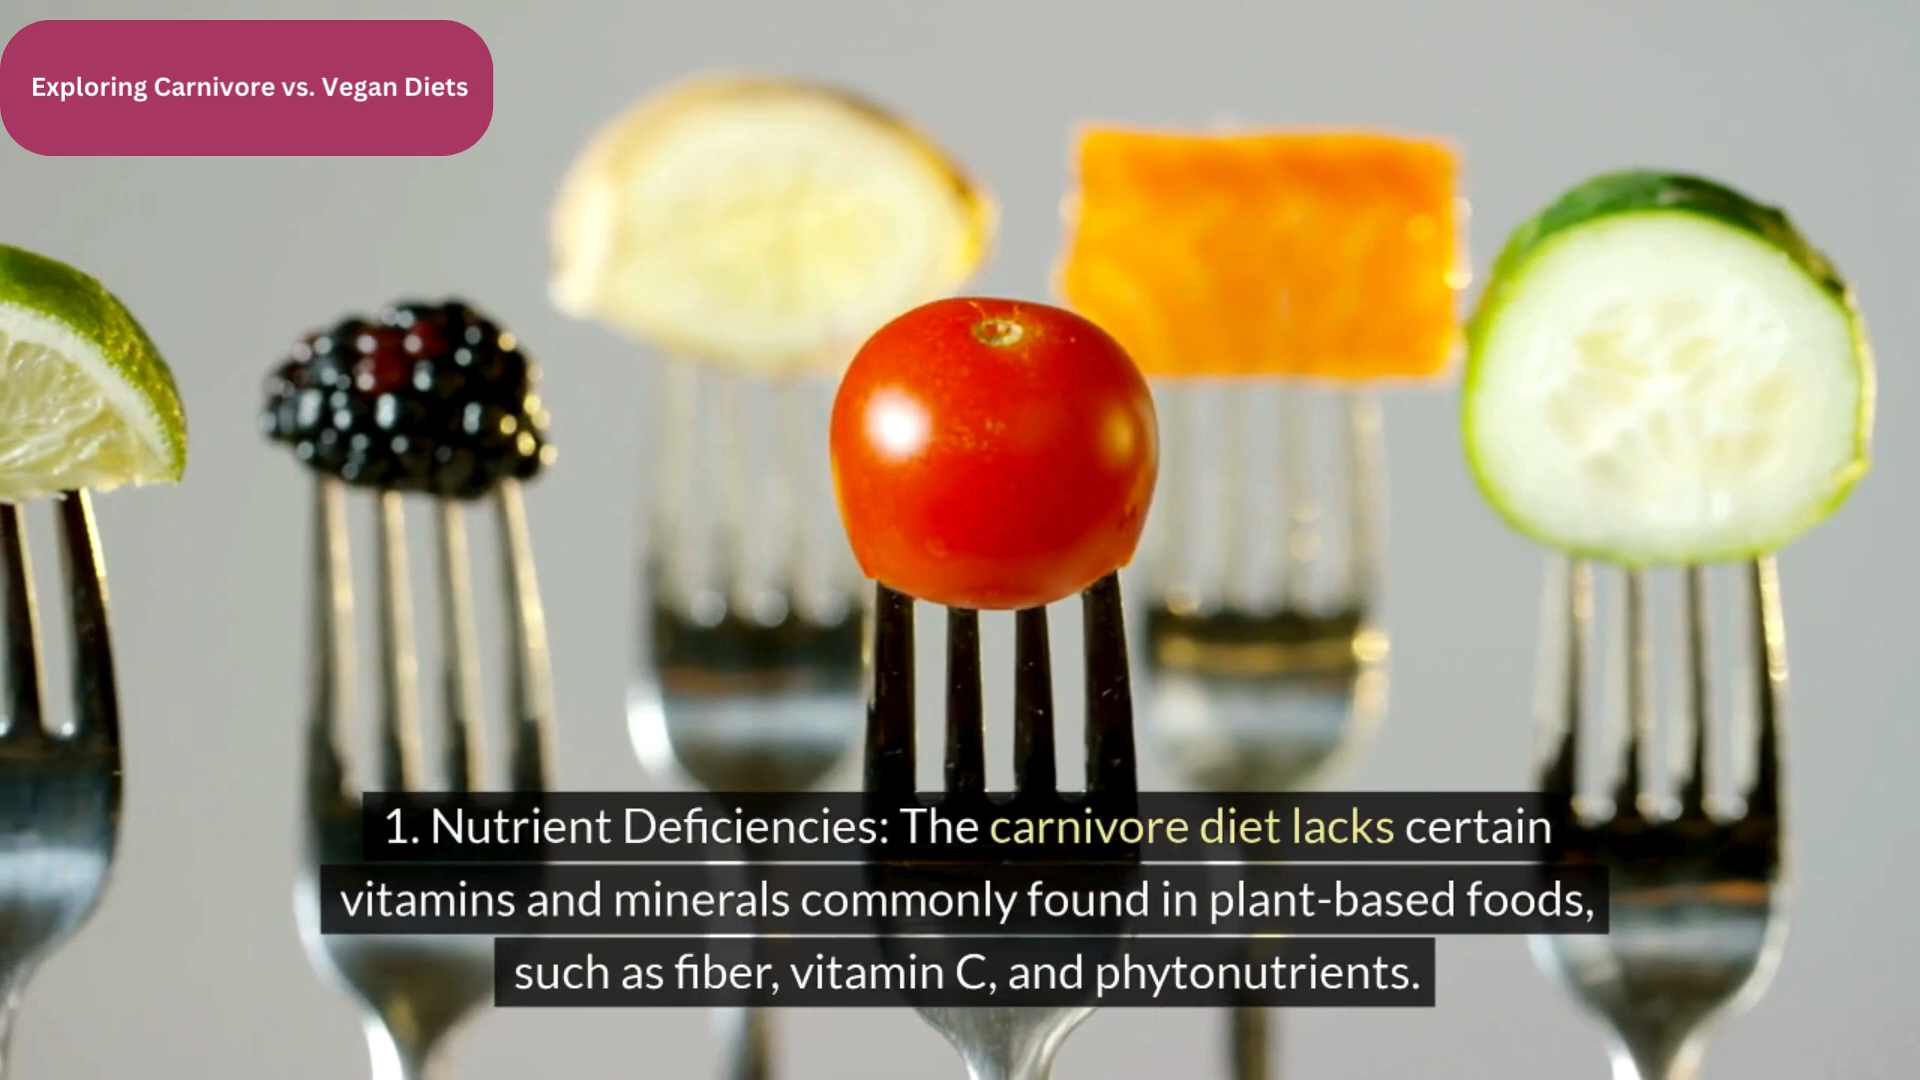 Exploring Carnivore vs. Vegan Diets
1. Nutrient Deficiencies: The carnivore diet lacks certain
vitamins and minerals commonly found in plant-based foods,
such as fiber, vitamin C, and phytonutrients.